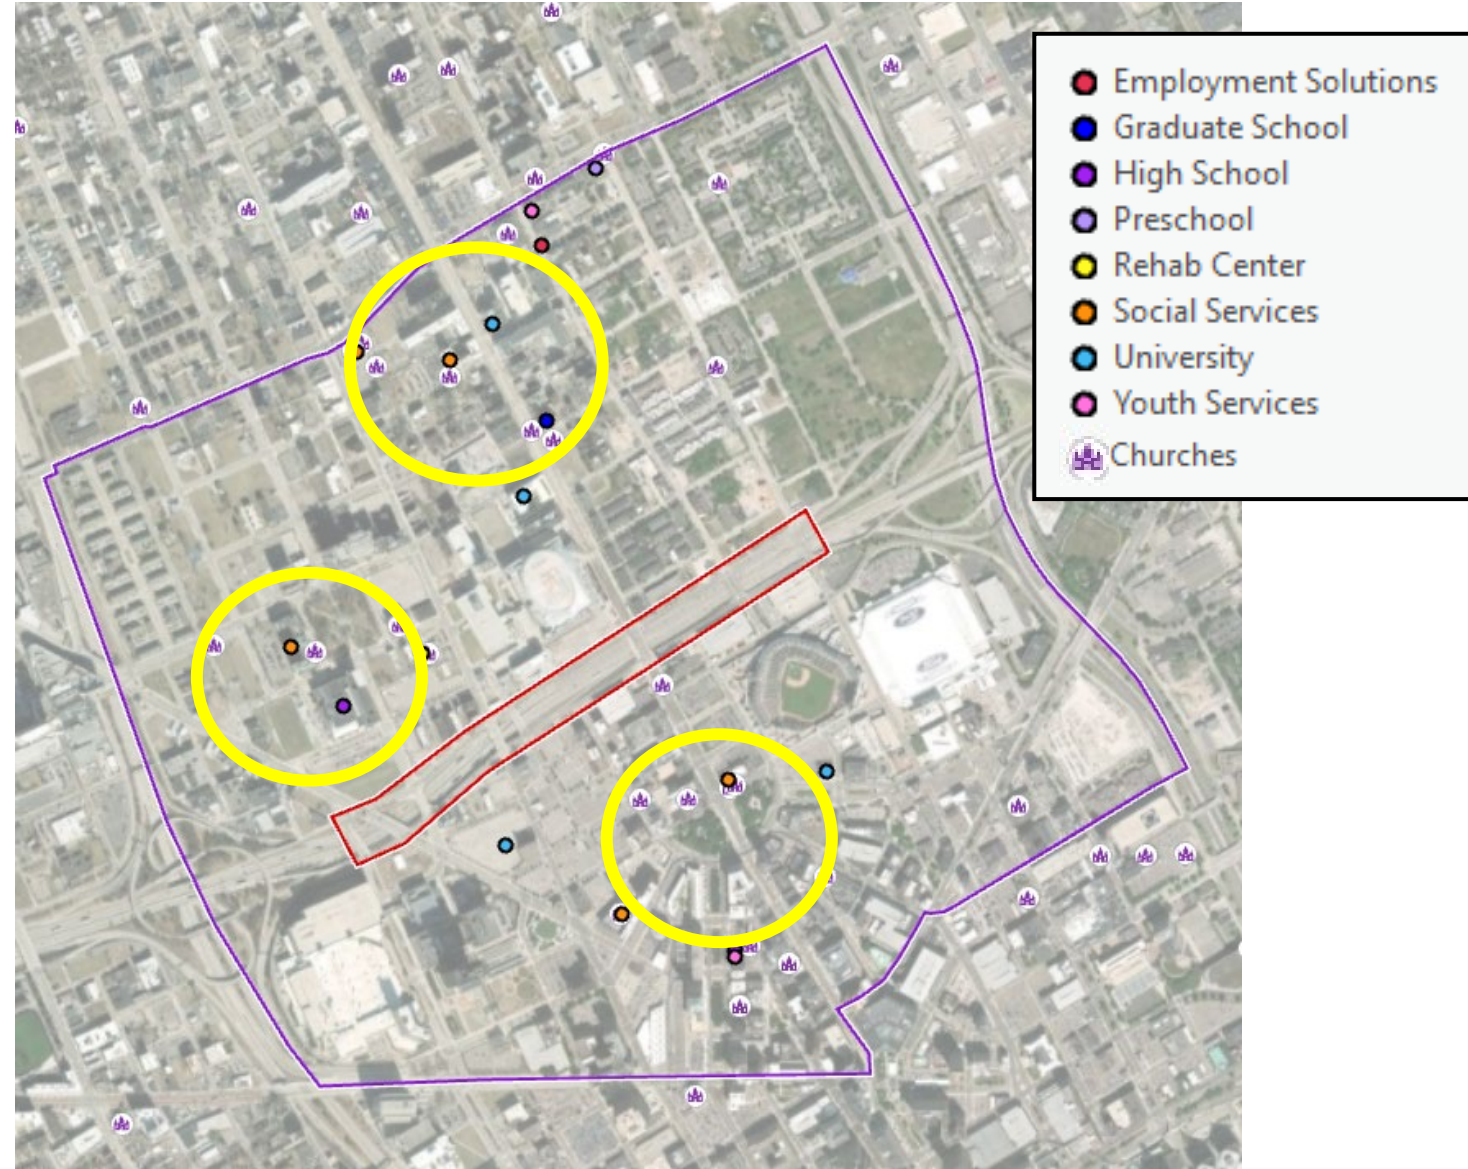 Employment Solutions
Graduate School
High School
Preschool
Rehab Center
Social Services
University
Youth Services
Churches